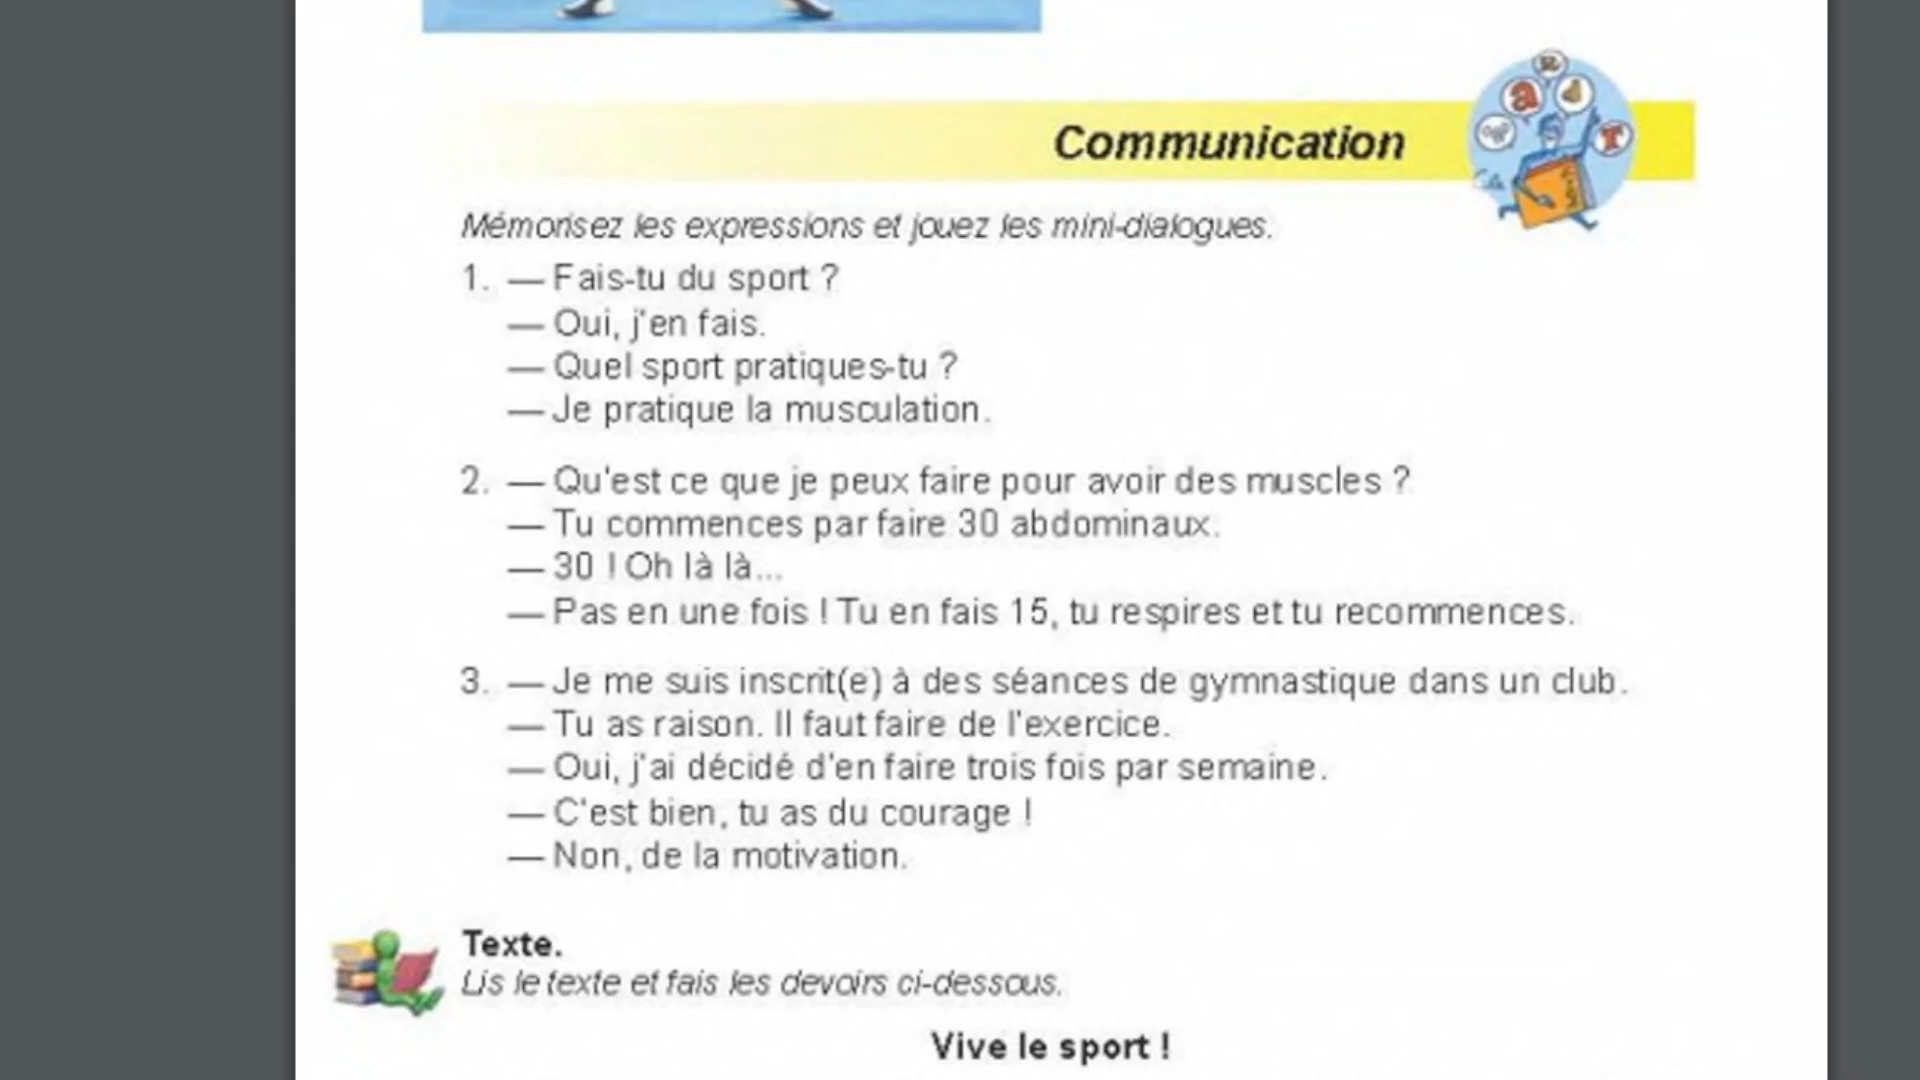 Communication
Mémorisez les expressions et jouez les mini-dialogues.
1. — Fais-tu du sport ?
— Oui, j'en fais.
— Quel sport pratiques-tu ?
— Je pratique la musculation.
2. — Qu'est ce que je peux faire pour avoir des muscles ?
— Tu commences par faire 30 abdominaux.
— 30 ! Oh là là...
— Pas en une fois ! Tu en fais 15, tu respires et tu recommences.
3. — Je me suis inscrit(e) à des séances de gymnastique dans un club.
— Tu as raison. Il faut faire de l'exercice.
— Oui, j'ai décidé d'en faire trois fois par semaine.
— C'est bien, tu as du courage !
— Non, de la motivation.
Texte.
Lis le texte et fais les devoirs ci-dessous.
Vive le sport !